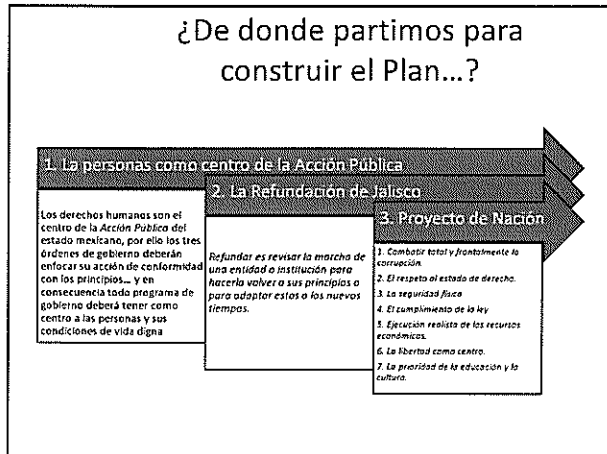 ¿De donde partimos para
construir el Plan...?
1. La personas como centro de la Acción Pública
Los derechos humanos son el
centro de la Acción Pública del
estado mexicano, por ello los tres
órdenes de gobierno deberán
enfocar su acción de conformidad
con los principios... y en
consecuencia todo programa de
gobierno deberá tener como
centro a las personas y sus
condiciones de vida digna
2. La Refundación de Jalisco
Refundar es revisar la marcha de
una entidad o institución para
hacerla volver a sus principios o
para adaptar estos a los nuevos
tiempos.
3. Proyecto de Nación
1. Combatir total y frontalmente la
corrupción.
2. El respeto al estado de derecho.
3. La seguridad física
4. El cumplimiento de la ley
5. Ejecución realista de los recursos
económicos.
6. La libertad como centro.
7. La prioridad de la educación y la
cultura.